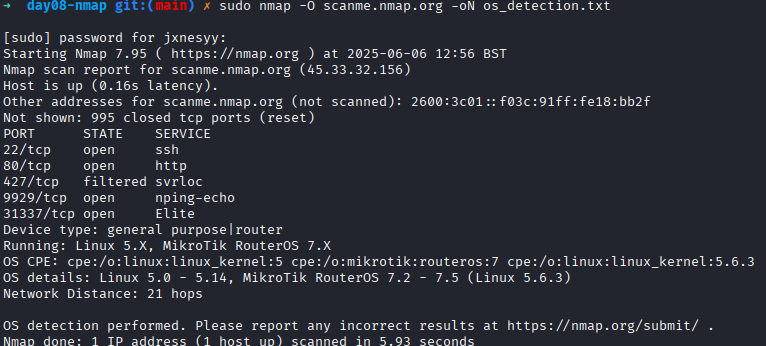 → day08-nmap git:(main) ✗ sudo nmap -O scanme.nmap.org -oN os_detection.txt
[sudo] password for jxnesyy:
Starting Nmap 7.95 ( https://nmap.org ) at 2025-06-06 12:56 BST
Nmap scan report for scanme.nmap.org (45.33.32.156)
Host is up (0.16s latency).
Other addresses for scanme.nmap.org (not scanned): 2600:3c01::f03c:91ff:fe18:bb2f
Not shown: 995 closed tcp ports (reset)
PORT      STATE    SERVICE
22/tcp    open     ssh
80/tcp    open     http
427/tcp   filtered svrloc
9929/tcp  open     nping-echo
31337/tcp open     Elite
Device type: general purpose|router
Running: Linux 5.X, MikroTik RouterOS 7.X
OS CPE: cpe:/o:linux:linux_kernel:5 cpe:/o:mikrotik:routeros:7 cpe:/o:linux:linux_kernel:5.6.3
OS details: Linux 5.0 - 5.14, MikroTik RouterOS 7.2 - 7.5 (Linux 5.6.3)
Network Distance: 21 hops
OS detection performed. Please report any incorrect results at https://nmap.org/submit/ .
Nmap done: 1 IP address (1 host up) scanned in 5.93 seconds